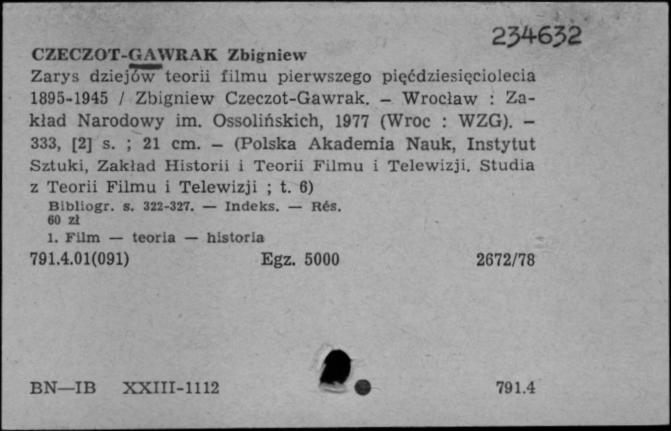 234632
CZECZOT-GAWRAK Zbigniew
Zarys dziejów teorii filmu pierwszego pięćdziesięciolecia
1895-1945 / Zbigniew Czeczot-Gawrak. – Wrocław : Za-
kład Narodowy im. Ossolińskich, 1977 (Wroc : WZG). –
333, [2] s. ; 21 cm. – (Polska Akademia Nauk, Instytut
Sztuki, Zakład Historii i Teorii Filmu i Telewizji. Studia
z Teorii Filmu i Telewizji ; t. 6)
Bibliogr. s. 322-327. — Indeks. — Rés.
60 zł
1. Film — teoria — historia
791.4.01(091) Egz. 5000 2672/78
BN—IB XXIII-1112 791.4